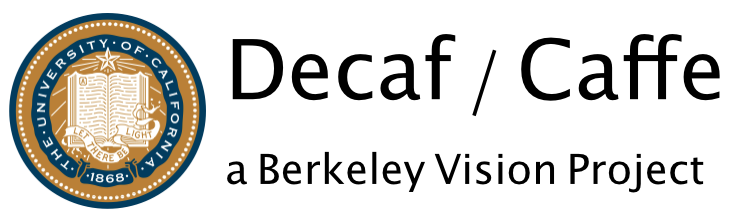 THE·UNIVERSITY·OF·CALIFORNIA
A
LET THERE BE LIGHT
·1868·
Decaf / Caffe
a Berkeley Vision Project